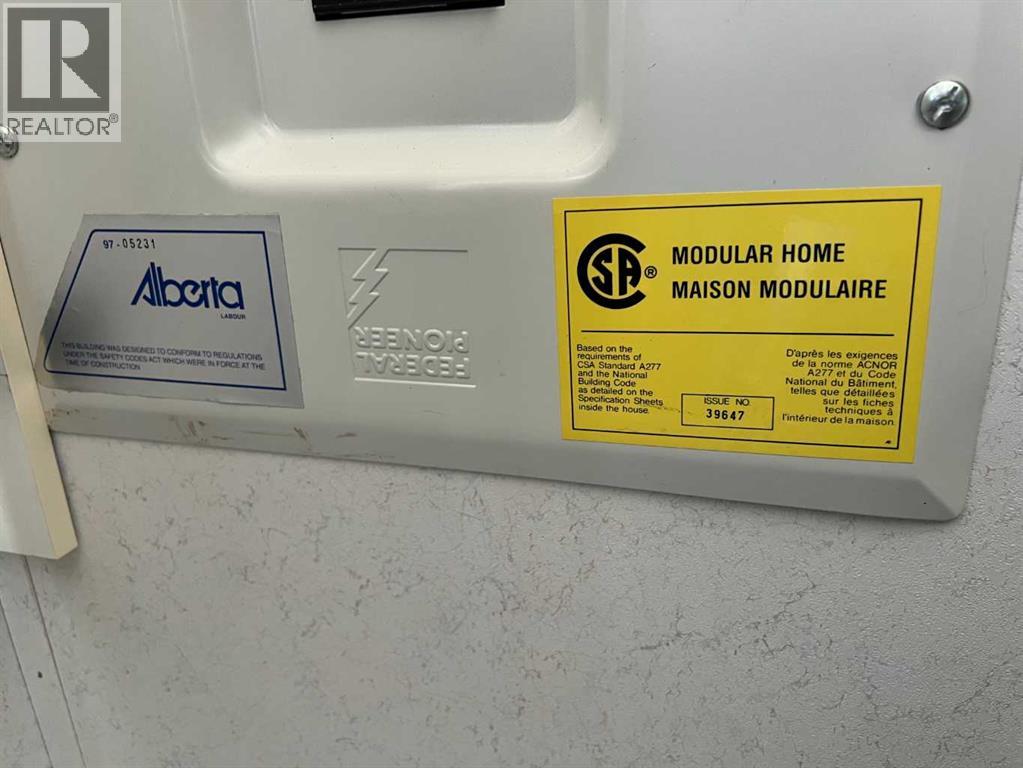 REALTOR®
97-05231
Alberta
LABOUR
THIS BUILDING WAS DESIGNED TO CONFORM TO REGULATIONS
UNDER THE SAFETY CODES ACT WHICH WERE IN FORCE AT THE
TIME OF CONSTRUCTION
FEDERAL
PIONEER
CSA®
MODULAR HOME
MAISON MODULAIRE
Based on the
requirements of
CSA Standard A277
and the National
Building Code
as detailed on the
Specification Sheets
inside the house.
ISSUE NO.
39647
D'après les exigences
de la norme ACNOR
A277 et du Code
National du Bâtiment,
telles que détaillées
sur les fiches
techniques à
l'intérieur de la maison.